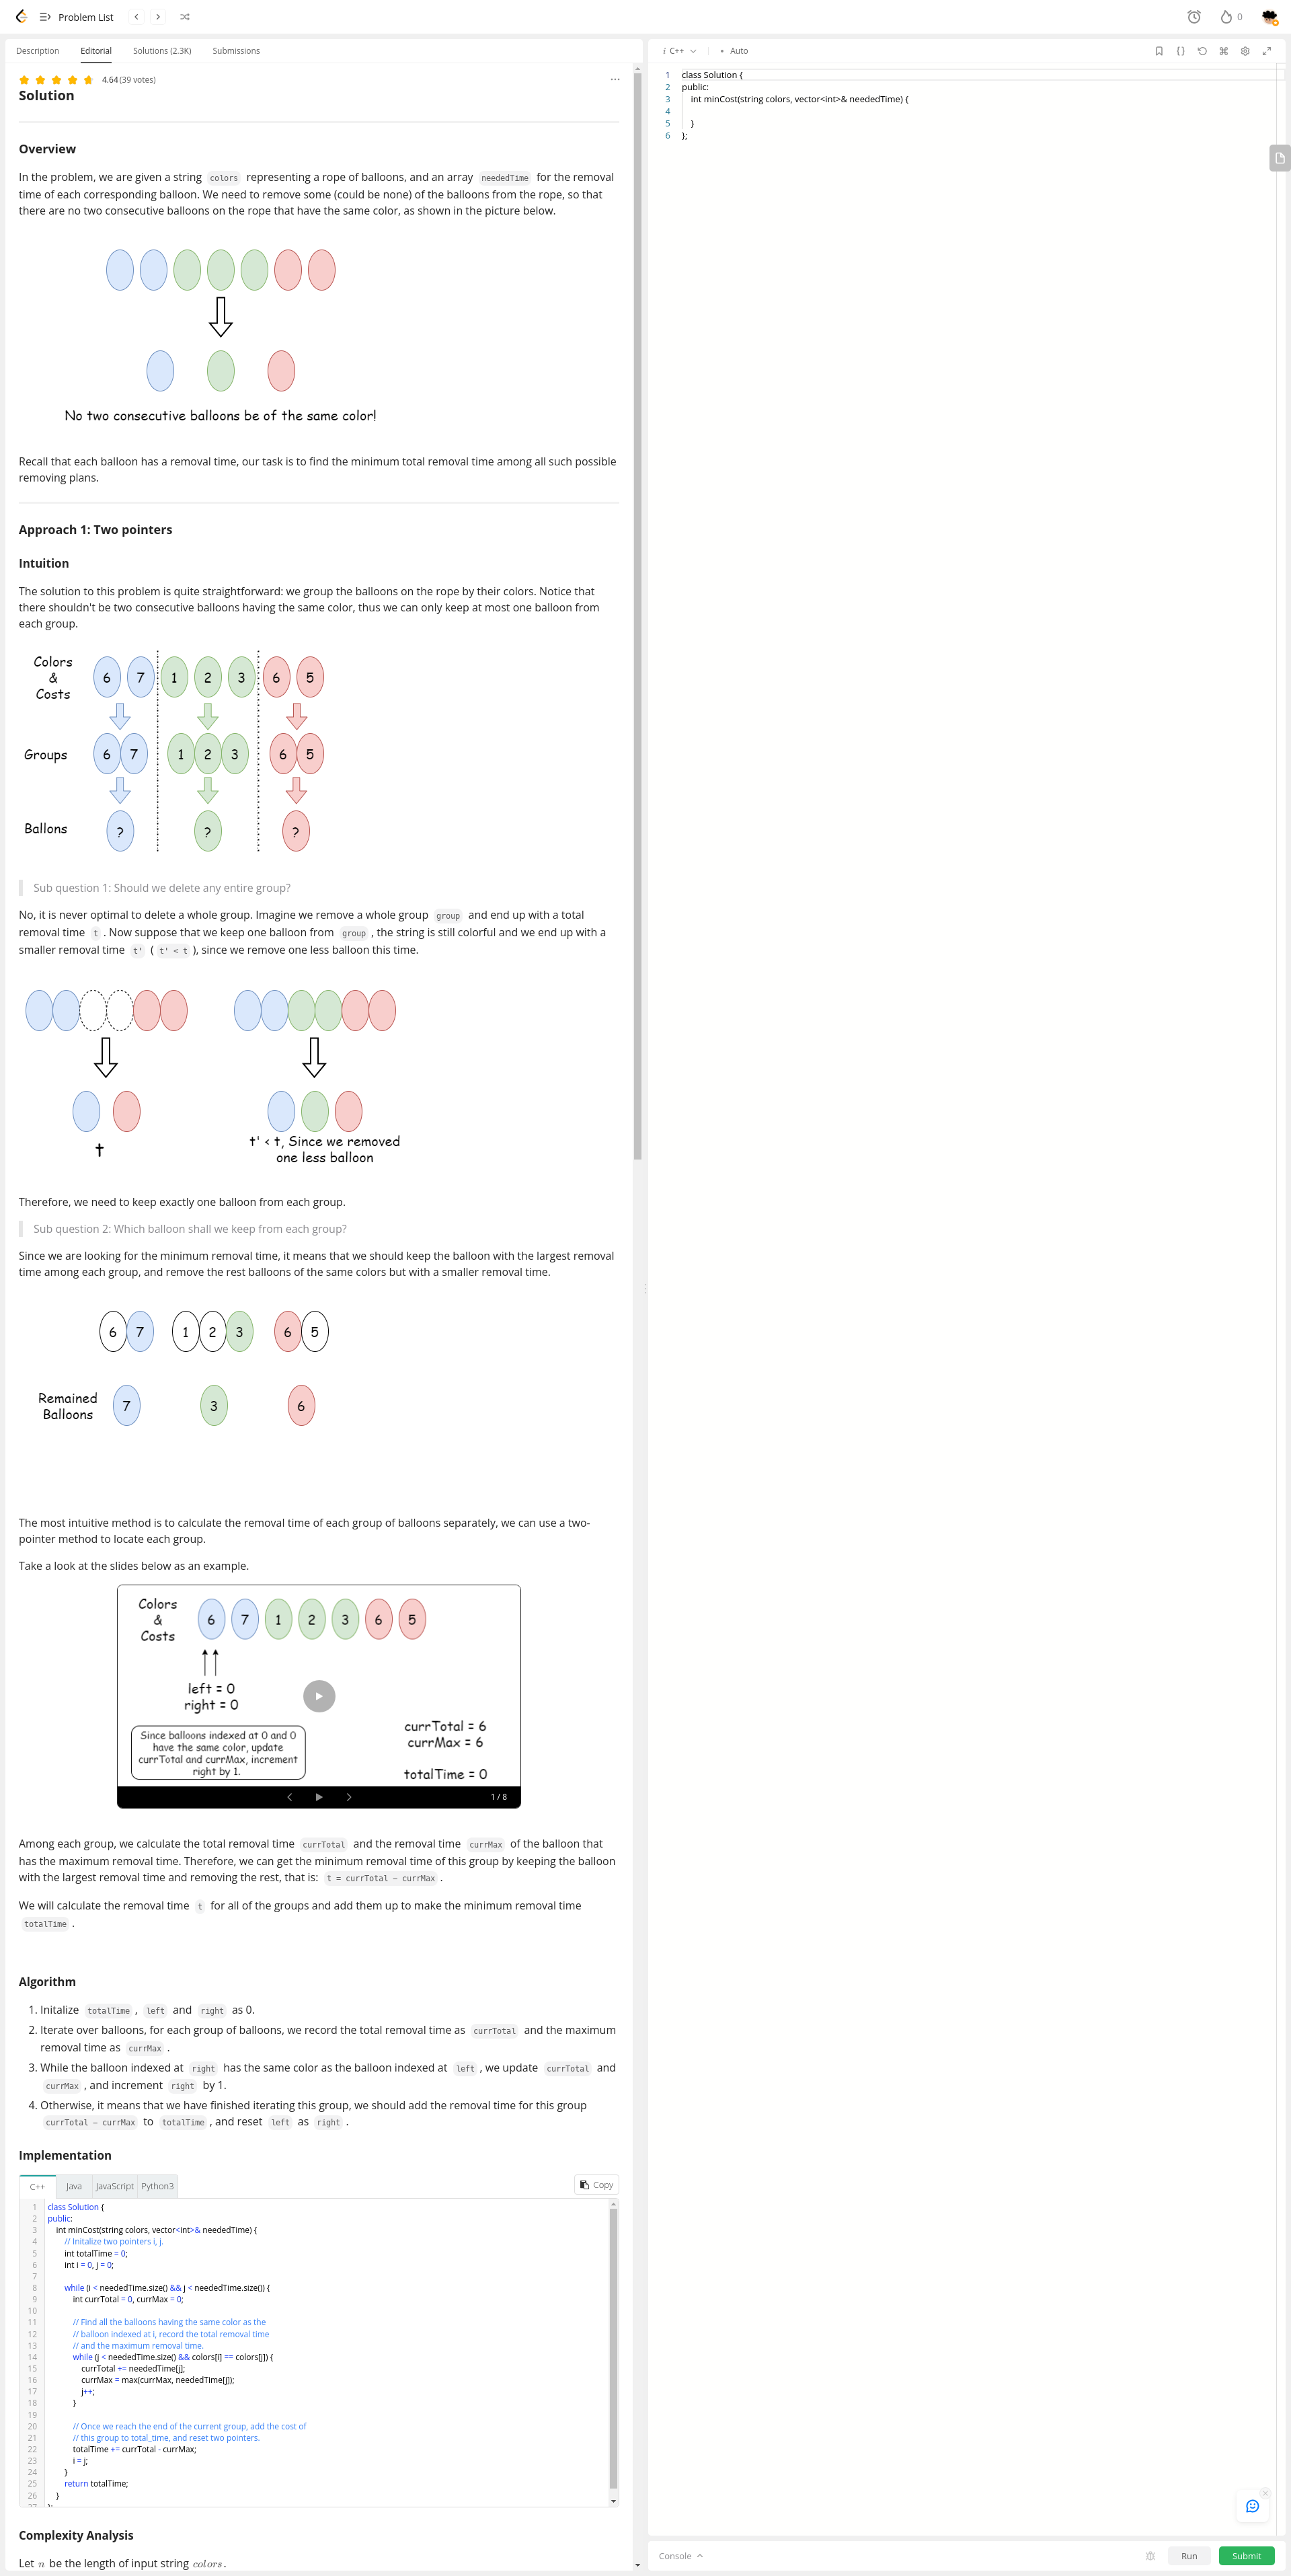 Problem List
0
Description Editorial Solutions (2.3K) Submissions
4.64 (39 votes)
Solution
Overview
In the problem, we are given a string colors representing a rope of balloons, and an array neededTime for the removal
time of each corresponding balloon. We need to remove some (could be none) of the balloons from the rope, so that
there are no two consecutive balloons on the rope that have the same color, as shown in the picture below.
No two consecutive balloons be of the same color!
Recall that each balloon has a removal time, our task is to find the minimum total removal time among all such possible
removing plans.
Approach 1: Two pointers
Intuition
The solution to this problem is quite straightforward: we group the balloons on the rope by their colors. Notice that
there shouldn't be two consecutive balloons having the same color, thus we can only keep at most one balloon from
each group.
Colors
&
Costs
6 7 1 2 3 6 5
Groups
6 7 1 2 3 6 5
Ballons
? ? ?
Sub question 1: Should we delete any entire group?
No, it is never optimal to delete a whole group. Imagine we remove a whole group group and end up with a total
removal time t . Now suppose that we keep one balloon from group , the string is still colorful and we end up with a
smaller removal time t' ( t' < t ), since we remove one less balloon this time.
t
t' < t, Since we removed
one less balloon
Therefore, we need to keep exactly one balloon from each group.
Sub question 2: Which balloon shall we keep from each group?
Since we are looking for the minimum removal time, it means that we should keep the balloon with the largest removal
time among each group, and remove the rest balloons of the same colors but with a smaller removal time.
6 7 1 2 3 6 5
Remained
Balloons
7 3 6
The most intuitive method is to calculate the removal time of each group of balloons separately, we can use a two-
pointer method to locate each group.
Take a look at the slides below as an example.
Colors
&
Costs
6 7 1 2 3 6 5
left = 0
right = 0
Since balloons indexed at 0 and 0
have the same color, update
currTotal and currMax, increment
right by 1.
currTotal = 6
currMax = 6
totalTime = 0
1 / 8
Among each group, we calculate the total removal time currTotal and the removal time currMax of the balloon that
has the maximum removal time. Therefore, we can get the minimum removal time of this group by keeping the balloon
with the largest removal time and removing the rest, that is: t = currTotal − currMax .
We will calculate the removal time t for all of the groups and add them up to make the minimum removal time
totalTime .
Algorithm
1. Initalize totalTime , left and right as 0.
2. Iterate over balloons, for each group of balloons, we record the total removal time as currTotal and the maximum
removal time as currMax .
3. While the balloon indexed at right has the same color as the balloon indexed at left , we update currTotal and
currMax , and increment right by 1.
4. Otherwise, it means that we have finished iterating this group, we should add the removal time for this group
currTotal − currMax to totalTime , and reset left as right .
Implementation
C++ Java JavaScript Python3 Copy
1 class Solution {
2 public:
3 int minCost(string colors, vector<int>& neededTime) {
4 // Initalize two pointers i, j.
5 int totalTime = 0;
6 int i = 0, j = 0;
7
8 while (i < neededTime.size() && j < neededTime.size()) {
9 int currTotal = 0, currMax = 0;
10
11 // Find all the balloons having the same color as the
12 // balloon indexed at i, record the total removal time
13 // and the maximum removal time.
14 while (j < neededTime.size() && colors[i] == colors[j]) {
15 currTotal += neededTime[j];
16 currMax = max(currMax, neededTime[j]);
17 j++;
18 }
19
20 // Once we reach the end of the current group, add the cost of
21 // this group to total_time, and reset two pointers.
22 totalTime += currTotal - currMax;
23 i = j;
24 }
25 return totalTime;
26 }
27 };
Complexity Analysis
Let n be the length of input string colors.
i C++ Auto
1 class Solution {
2 public:
3 int minCost(string colors, vector<int>& neededTime) {
4
5 }
6 };
Console Run Submit